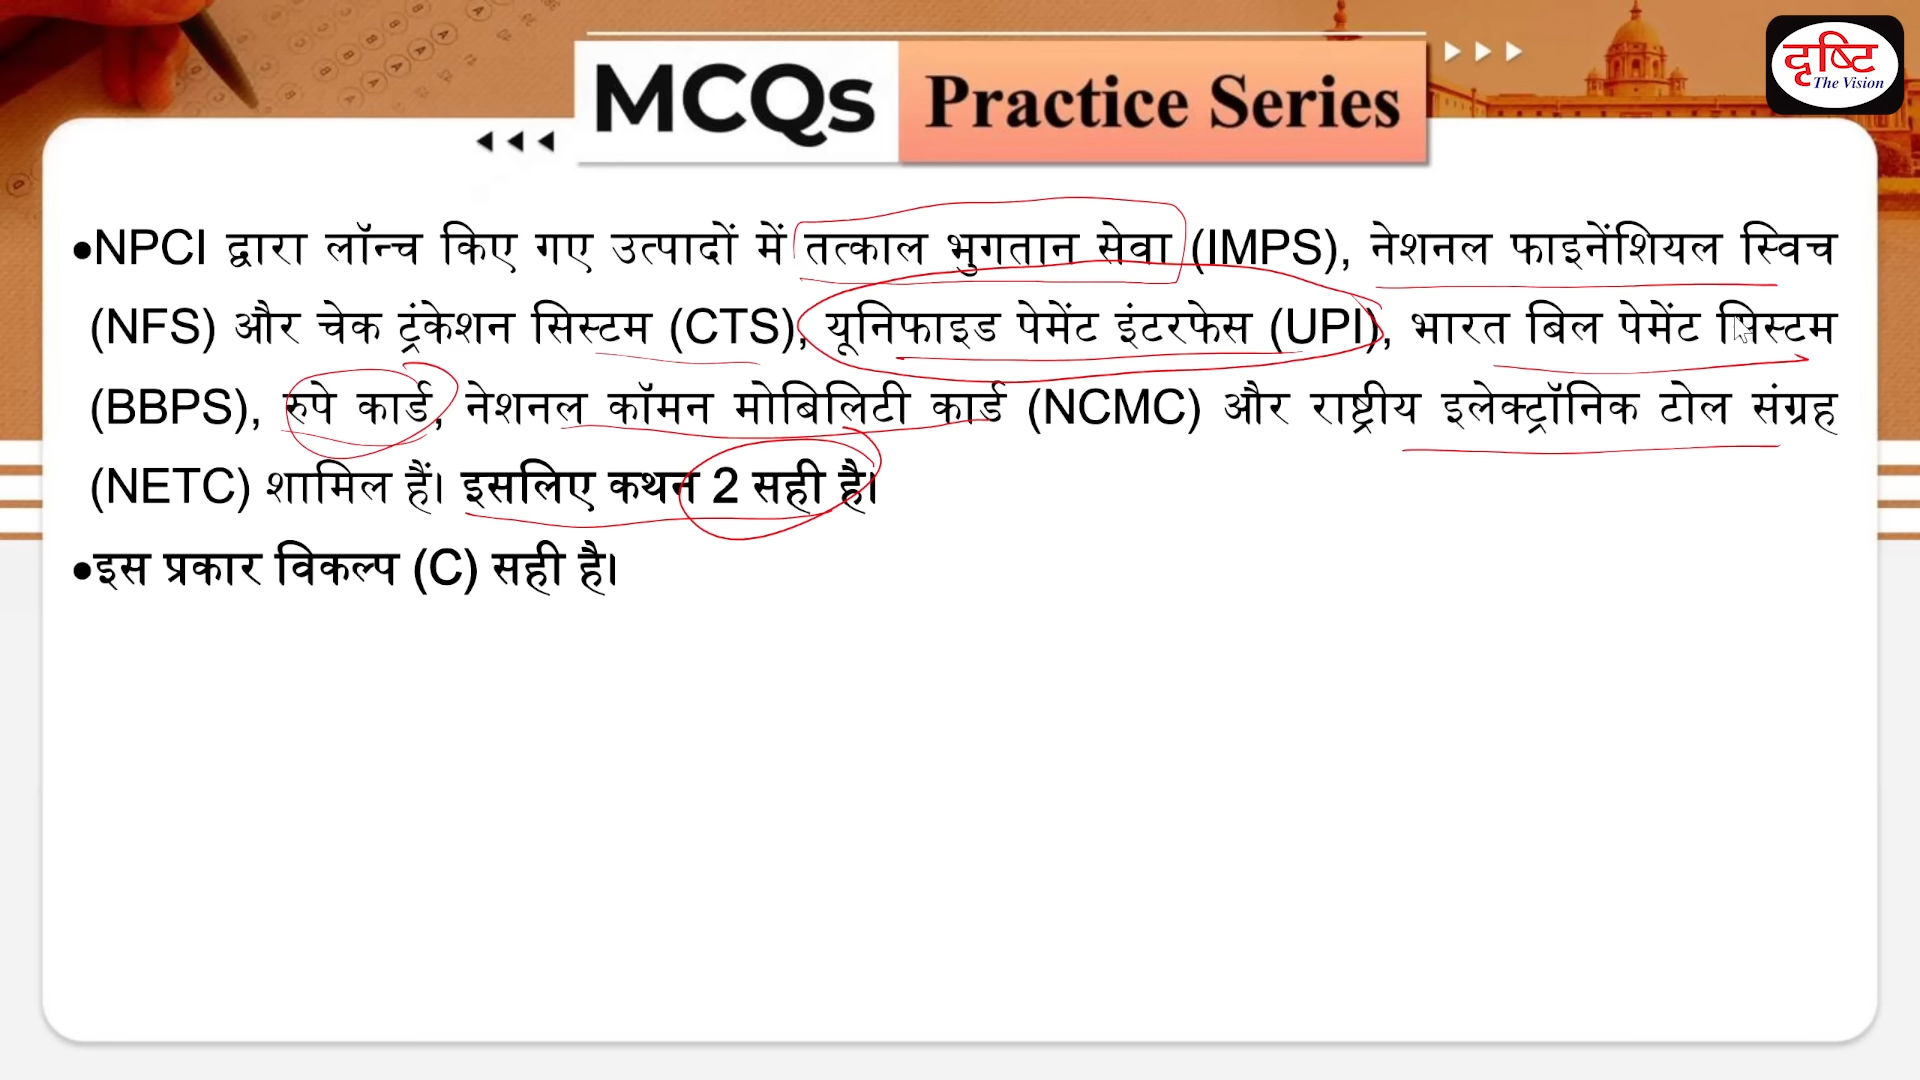 MCQs Practice Series
दृष्टि
The Vision
•NPCI द्वारा लॉन्च किए गए उत्पादों में तत्काल भुगतान सेवा (IMPS), नेशनल फाइनेंशियल स्विच
(NFS) और चेक ट्रंकेशन सिस्टम (CTS), यूनिफाइड पेमेंट इंटरफेस (UPI), भारत बिल पेमेंट सिस्टम
(BBPS), रुपे कार्ड, नेशनल कॉमन मोबिलिटी कार्ड (NCMC) और राष्ट्रीय इलेक्ट्रॉनिक टोल संग्रह
(NETC) शामिल हैं। इसलिए कथन 2 सही है।
•इस प्रकार विकल्प (C) सही है।